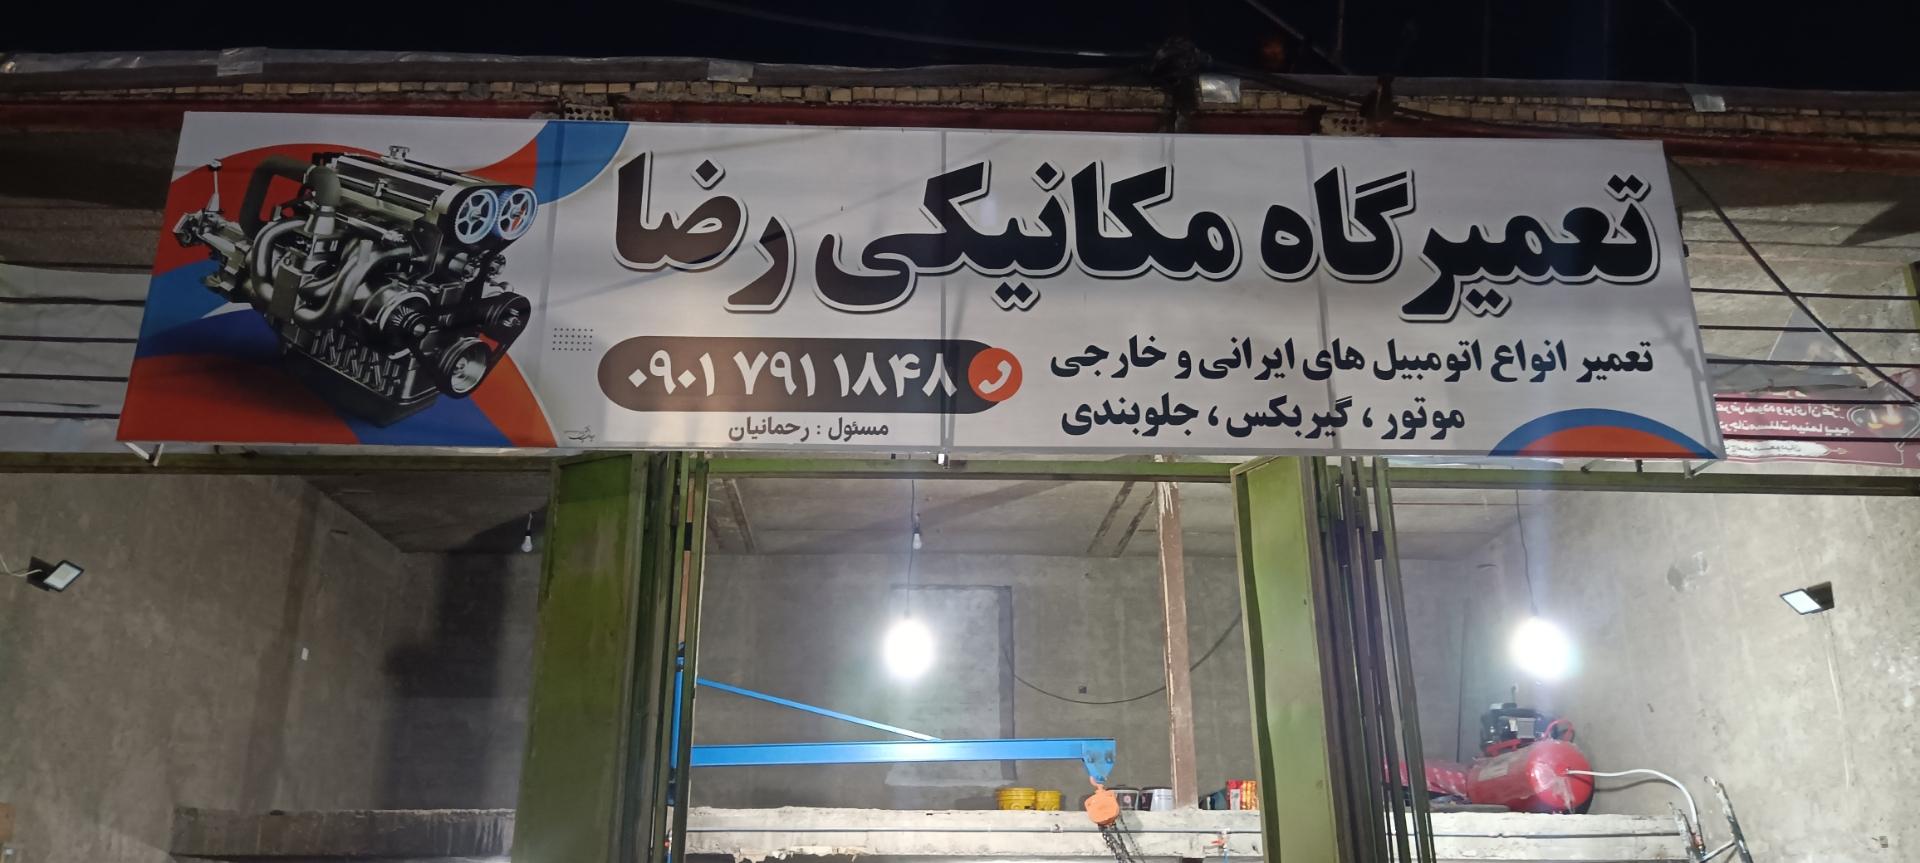 تعمیرگاه مکانیکی رضا
تعمیر انواع اتومبیل های ایرانی و خارجی
موتور ، گیربکس ، جلوبندی
۰۹۰۱ ۷۹۱ ۱۸۴۸
مسئول : رحمانیان